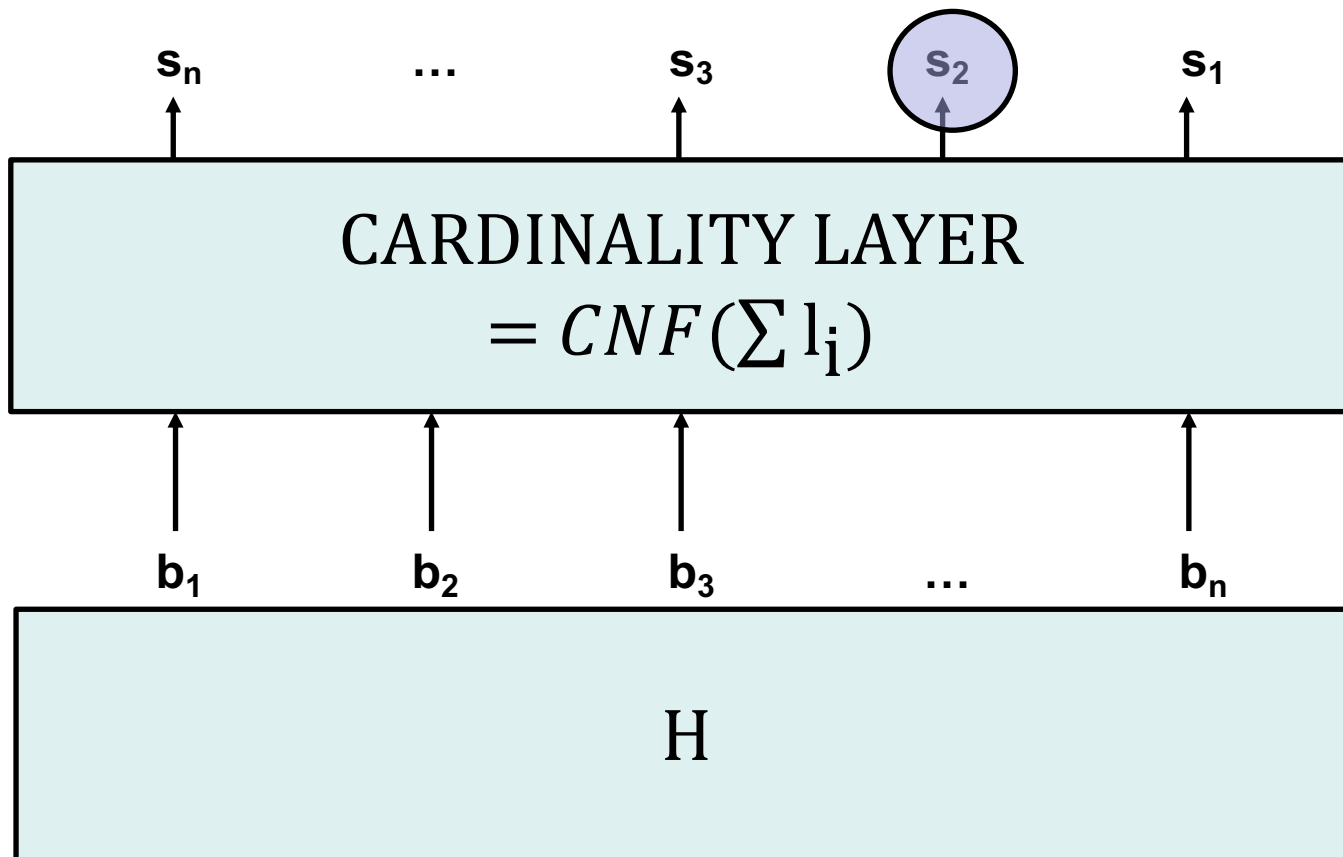 sₙ … s₃ s₂ s₁
CARDINALITY LAYER
= CNF(∑ lᵢ)
b₁ b₂ b₃ … bₙ
H